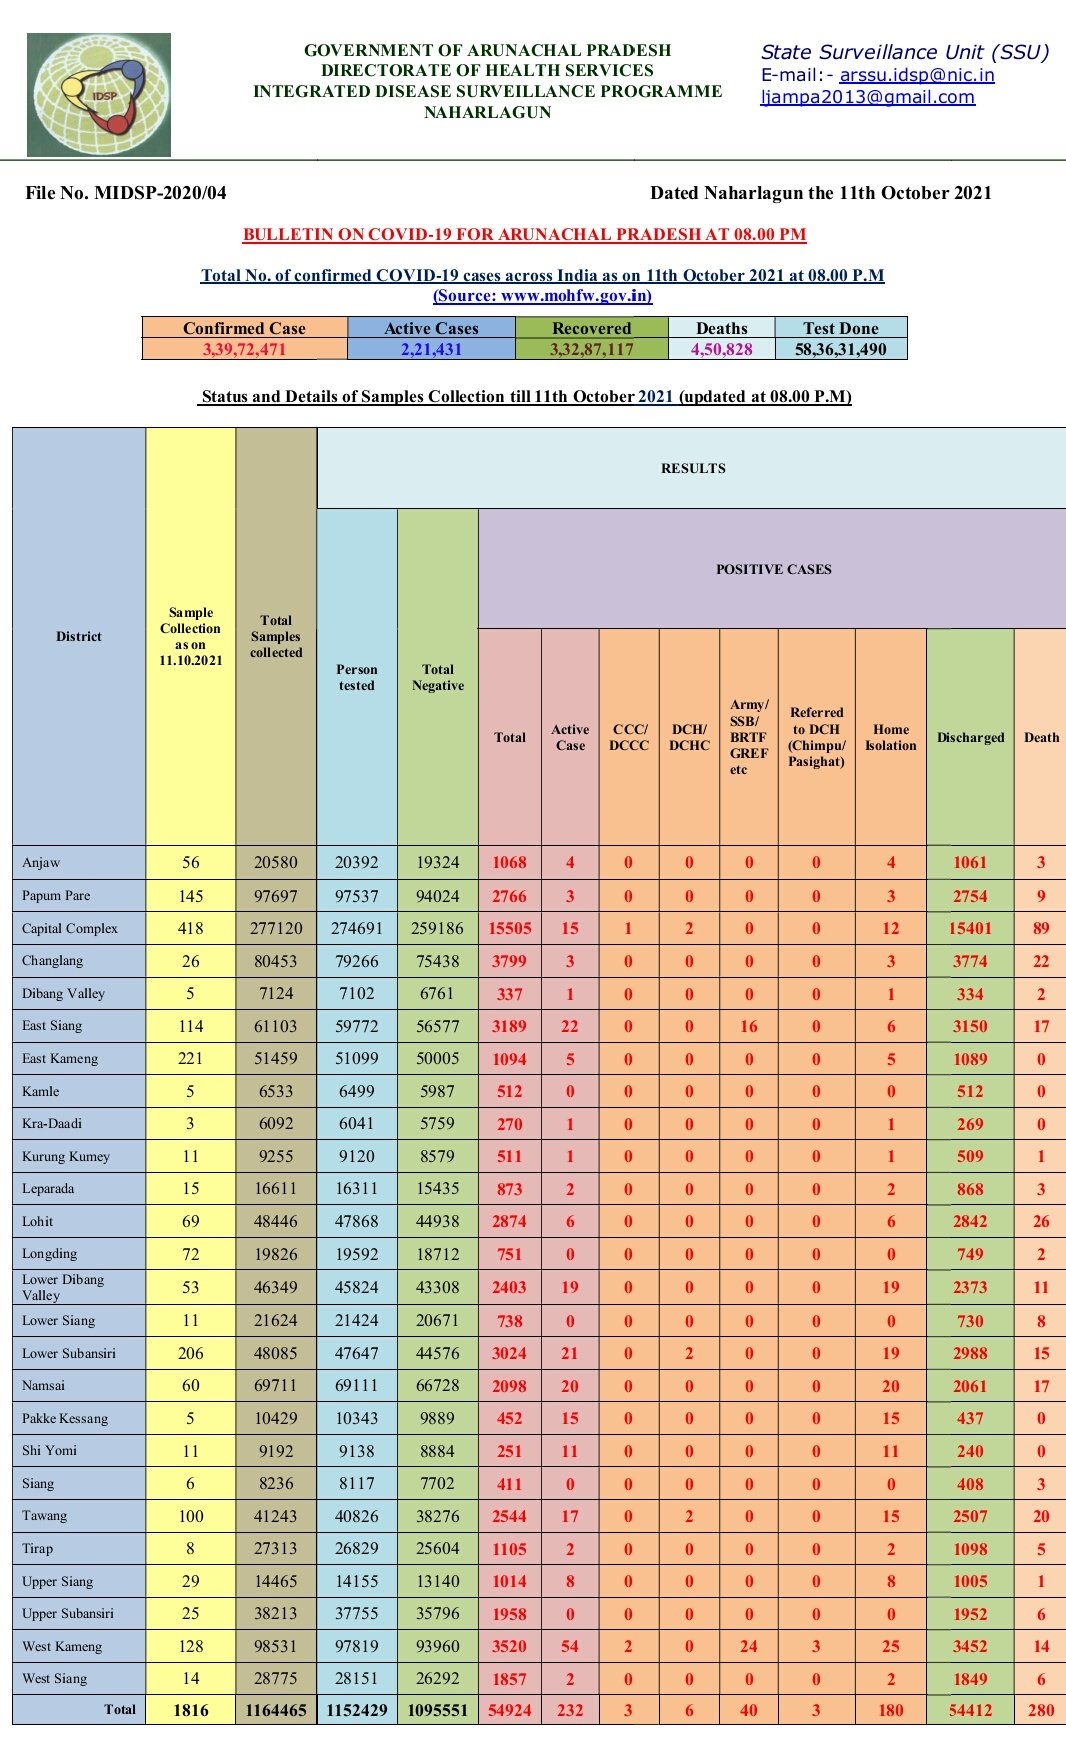 IDSP
GOVERNMENT OF ARUNACHAL PRADESH
DIRECTORATE OF HEALTH SERVICES
INTEGRATED DISEASE SURVEILLANCE PROGRAMME
NAHARLAGUN
State Surveillance Unit (SSU)
E-mail:- arssu.idsp@nic.in
ljampa2013@gmail.com
File No. MIDSP-2020/04 Dated Naharlagun the 11th October 2021
BULLETIN ON COVID-19 FOR ARUNACHAL PRADESH AT 08.00 PM
Total No. of confirmed COVID-19 cases across India as on 11th October 2021 at 08.00 P.M
(Source: www.mohfw.gov.in)
Confirmed Case Active Cases Recovered Deaths Test Done
3,39,72,471 2,21,431 3,32,87,117 4,50,828 58,36,31,490
Status and Details of Samples Collection till 11th October 2021 (updated at 08.00 P.M)
District
Sample
Collection
as on
11.10.2021
Total
Samples
collected
RESULTS
Person
tested
Total
Negative
POSITIVE CASES
Total
Active
Case
CCC/
DCCC
DCH/
DCHC
Army/
SSB/
BRTF
GREF
etc
Referred
to DCH
(Chimpu/
Pasighat)
Home
Isolation
Discharged
Death
Anjaw 56 20580 20392 19324 1068 4 0 0 0 0 4 1061 3
Papum Pare 145 97697 97537 94024 2766 3 0 0 0 0 3 2754 9
Capital Complex 418 277120 274691 259186 15505 15 1 2 0 0 12 15401 89
Changlang 26 80453 79266 75438 3799 3 0 0 0 0 3 3774 22
Dibang Valley 5 7124 7102 6761 337 1 0 0 0 0 1 334 2
East Siang 114 61103 59772 56577 3189 22 0 0 16 0 6 3150 17
East Kameng 221 51459 51099 50005 1094 5 0 0 0 0 5 1089 0
Kamle 5 6533 6499 5987 512 0 0 0 0 0 0 512 0
Kra-Daadi 3 6092 6041 5759 270 1 0 0 0 0 1 269 0
Kurung Kumey 11 9255 9120 8579 511 1 0 0 0 0 1 509 1
Leparada 15 16611 16311 15435 873 2 0 0 0 0 2 868 3
Lohit 69 48446 47868 44938 2874 6 0 0 0 0 6 2842 26
Longding 72 19826 19592 18712 751 0 0 0 0 0 0 749 2
Lower Dibang
Valley 53 46349 45824 43308 2403 19 0 0 0 0 19 2373 11
Lower Siang 11 21624 21424 20671 738 0 0 0 0 0 0 730 8
Lower Subansiri 206 48085 47647 44576 3024 21 0 2 0 0 19 2988 15
Namsai 60 69711 69111 66728 2098 20 0 0 0 0 20 2061 17
Pakke Kessang 5 10429 10343 9889 452 15 0 0 0 0 15 437 0
Shi Yomi 11 9192 9138 8884 251 11 0 0 0 0 11 240 0
Siang 6 8236 8117 7702 411 0 0 0 0 0 0 408 3
Tawang 100 41243 40826 38276 2544 17 0 2 0 0 15 2507 20
Tirap 8 27313 26829 25604 1105 2 0 0 0 0 2 1098 5
Upper Siang 29 14465 14155 13140 1014 8 0 0 0 0 8 1005 1
Upper Subansiri 25 38213 37755 35796 1958 0 0 0 0 0 0 1952 6
West Kameng 128 98531 97819 93960 3520 54 2 0 24 3 25 3452 14
West Siang 14 28775 28151 26292 1857 2 0 0 0 0 2 1849 6
Total 1816 1164465 1152429 1095551 54924 232 3 6 40 3 180 54412 280